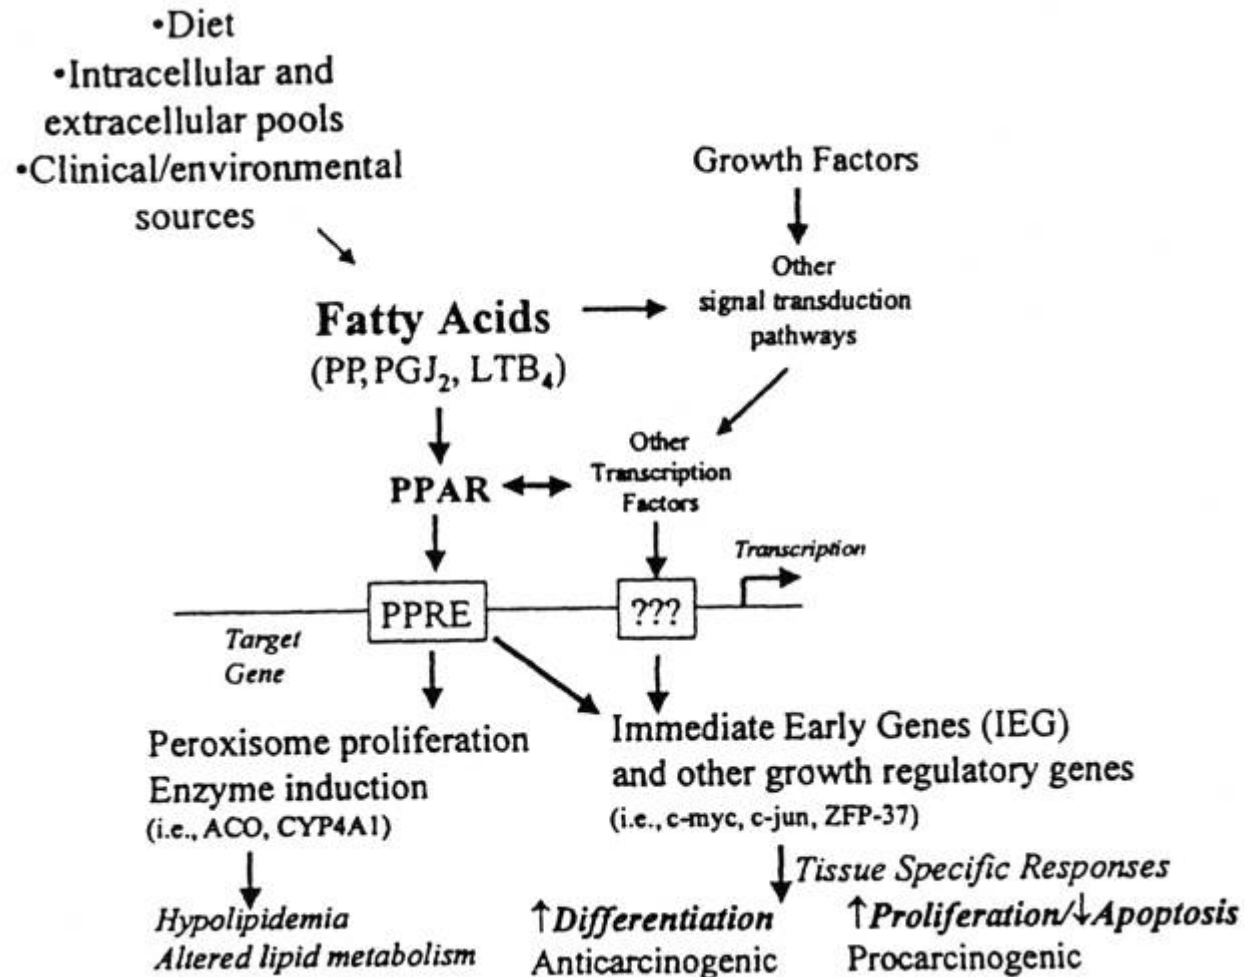 •Diet
•Intracellular and
extracellular pools
•Clinical/environmental
sources
Growth Factors
Other
signal transduction
pathways
Fatty Acids
(PP, PGJ₂, LTB₄)
Other
Transcription
Factors
PPAR
Transcription
PPRE
???
Target
Gene
Peroxisome proliferation
Enzyme induction
(i.e., ACO, CYP4A1)
Immediate Early Genes (IEG)
and other growth regulatory genes
(i.e., c-myc, c-jun, ZFP-37)
Tissue Specific Responses
Hypolipidemia
Altered lipid metabolism
↑Differentiation
Anticarcinogenic
↑Proliferation/↓Apoptosis
Procarcinogenic